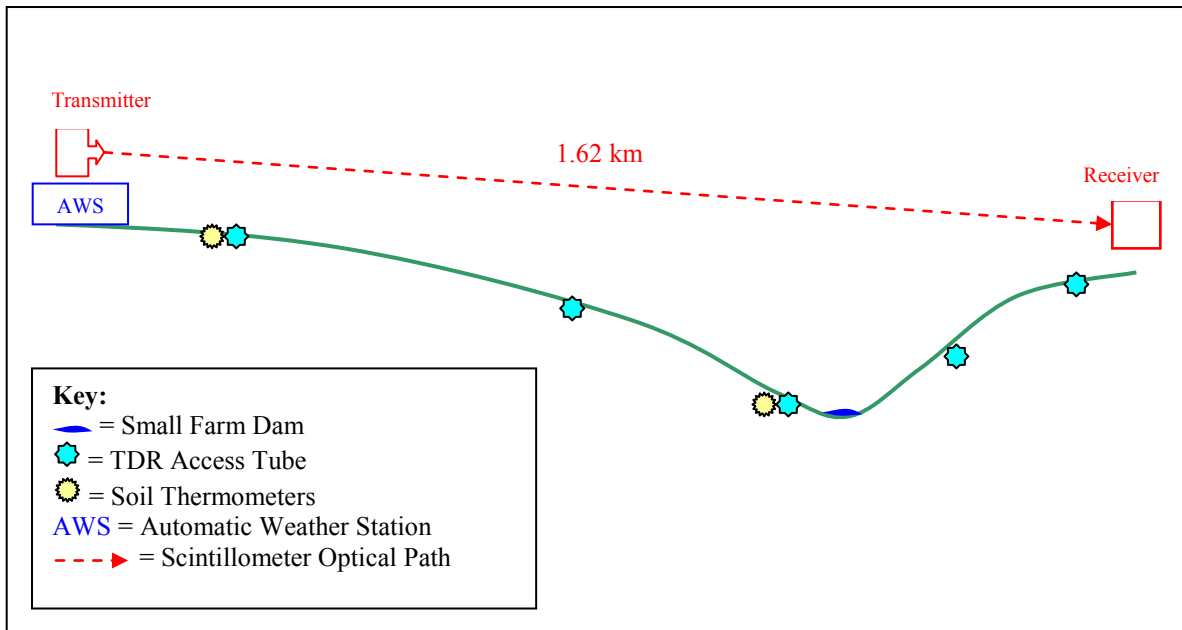 Transmitter
1.62 km
Receiver
AWS
Key:
= Small Farm Dam
= TDR Access Tube
= Soil Thermometers
AWS = Automatic Weather Station
= Scintillometer Optical Path